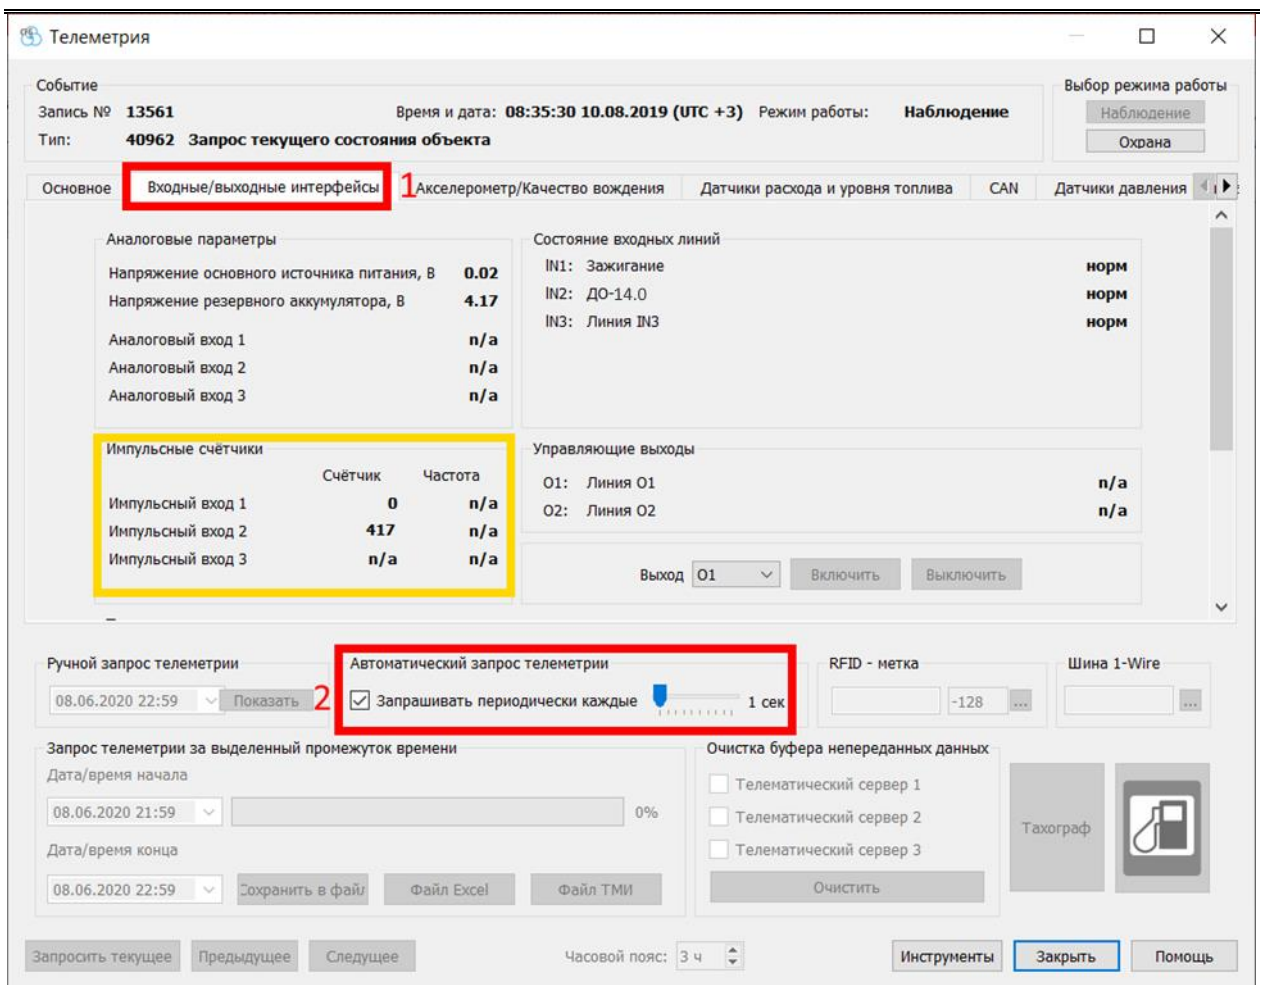 Телеметрия
Событие
Выбор режима работы
Запись № 13561 Время и дата: 08:35:30 10.08.2019 (UTC +3) Режим работы: Наблюдение
Наблюдение
Тип: 40962 Запрос текущего состояния объекта
Охрана
Основное Входные/выходные интерфейсы 1 Акселерометр/Качество вождения Датчики расхода и уровня топлива CAN Датчики давления
Аналоговые параметры
Напряжение основного источника питания, В 0.02
Напряжение резервного аккумулятора, В 4.17
Аналоговый вход 1 n/a
Аналоговый вход 2 n/a
Аналоговый вход 3 n/a
Состояние входных линий
IN1: Зажигание норм
IN2: ДО-14.0 норм
IN3: Линия IN3 норм
Импульсные счётчики
Счётчик Частота
Импульсный вход 1 0 n/a
Импульсный вход 2 417 n/a
Импульсный вход 3 n/a n/a
Управляющие выходы
O1: Линия O1 n/a
O2: Линия O2 n/a
Выход O1 Включить Выключить
Ручной запрос телеметрии
08.06.2020 22:59 Показать
2
Автоматический запрос телеметрии
Запрашивать периодически каждые 1 сек
RFID - метка
-128 ...
Шина 1-Wire
...
Запрос телеметрии за выделенный промежуток времени
Дата/время начала
08.06.2020 21:59 0%
Дата/время конца
08.06.2020 22:59 Сохранить в файл Файл Excel Файл ТМИ
Очистка буфера непереданных данных
Телематический сервер 1
Телематический сервер 2
Телематический сервер 3
Очистить
Тахограф
Запросить текущее Предыдущее Следущее Часовой пояс: 3 ч Инструменты Закрыть Помощь